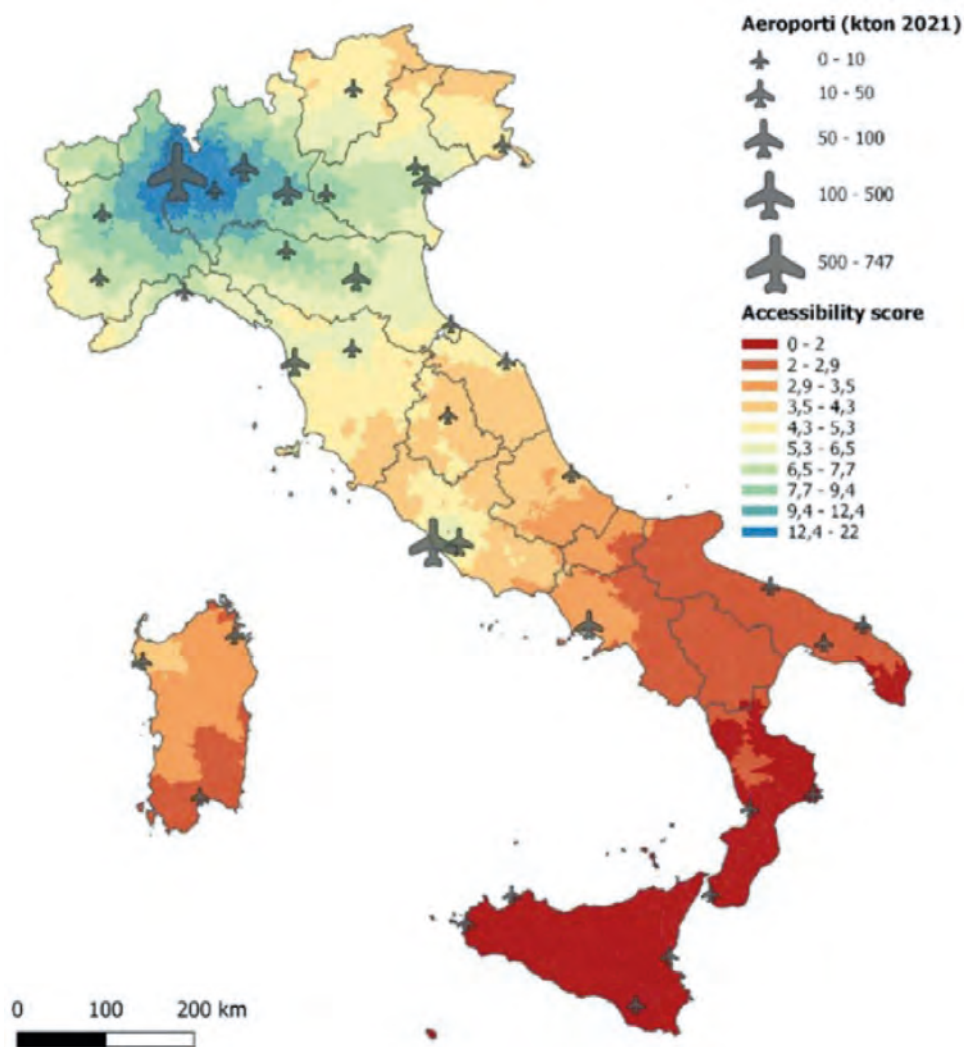 Aeroporti (kton 2021)
0 - 10
10 - 50
50 - 100
100 - 500
500 - 747
Accessibility score
0 - 2
2 - 2,9
2,9 - 3,5
3,5 - 4,3
4,3 - 5,3
5,3 - 6,5
6,5 - 7,7
7,7 - 9,4
9,4 - 12,4
12,4 - 22
0 100 200 km